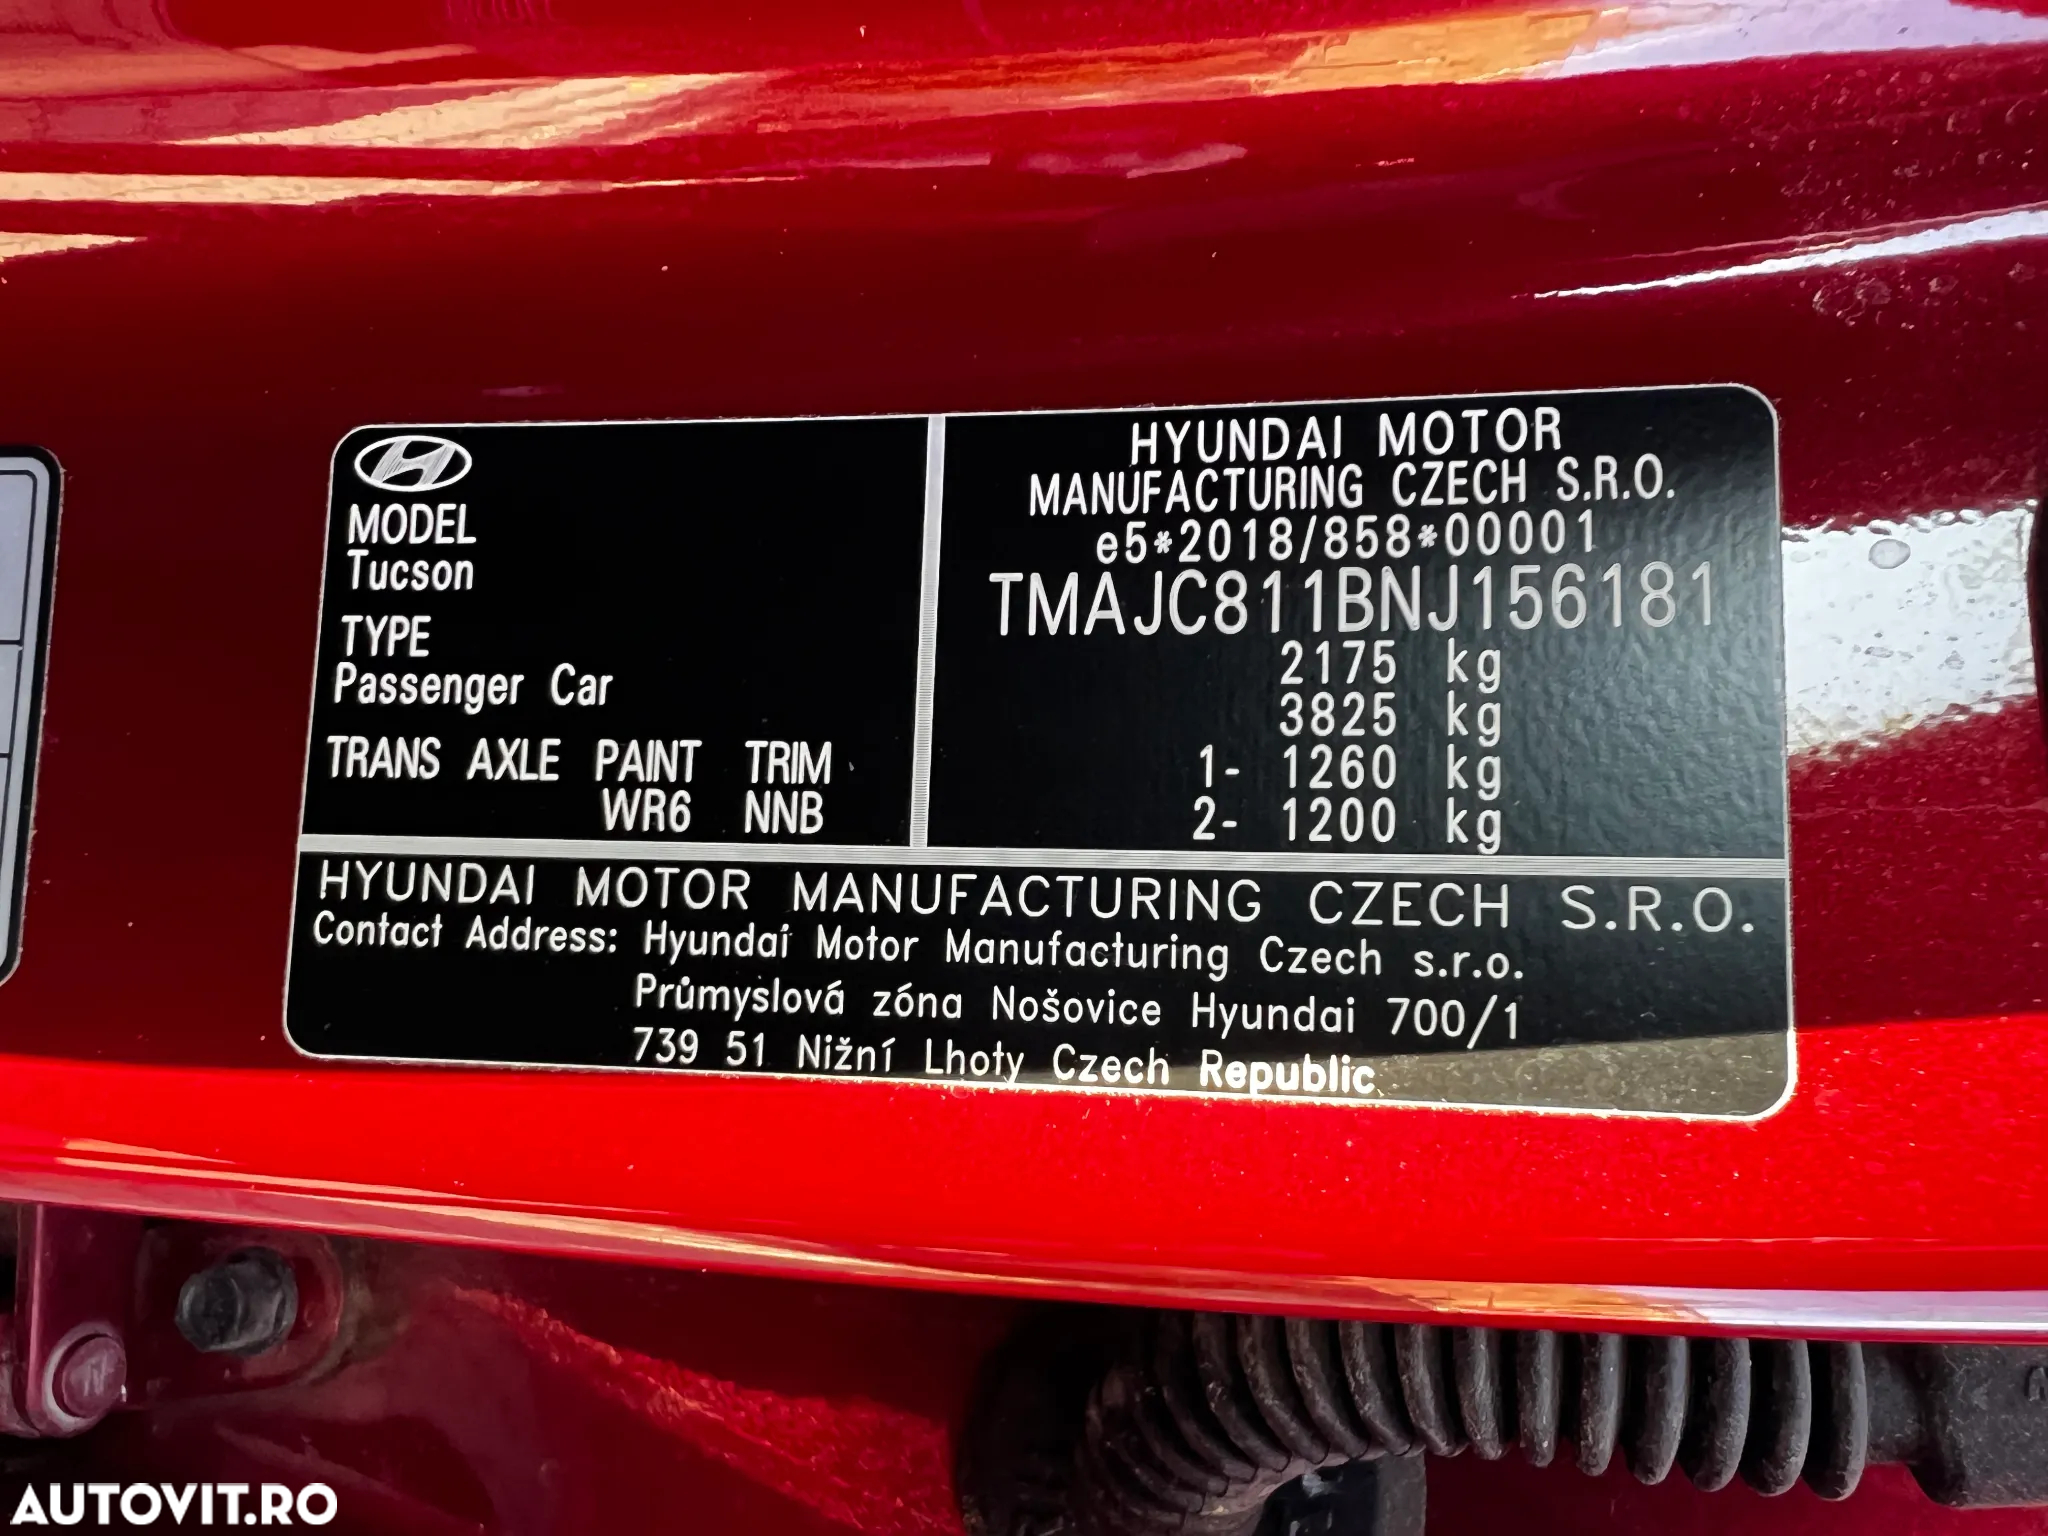 MODEL
Tucson
TYPE
Passenger Car
TRANS AXLE PAINT TRIM
WR6 NNB
HYUNDAI MOTOR
MANUFACTURING CZECH S.R.O.
e5*2018/858*00001
TMAJC811BNJ156181
2175 kg
3825 kg
1- 1260 kg
2- 1200 kg
HYUNDAI MOTOR MANUFACTURING CZECH S.R.O.
Contact Address: Hyundai Motor Manufacturing Czech s.r.o.
Průmyslová zóna Nošovice Hyundai 700/1
739 51 Nižní Lhoty Czech Republic
AUTOVIT.RO